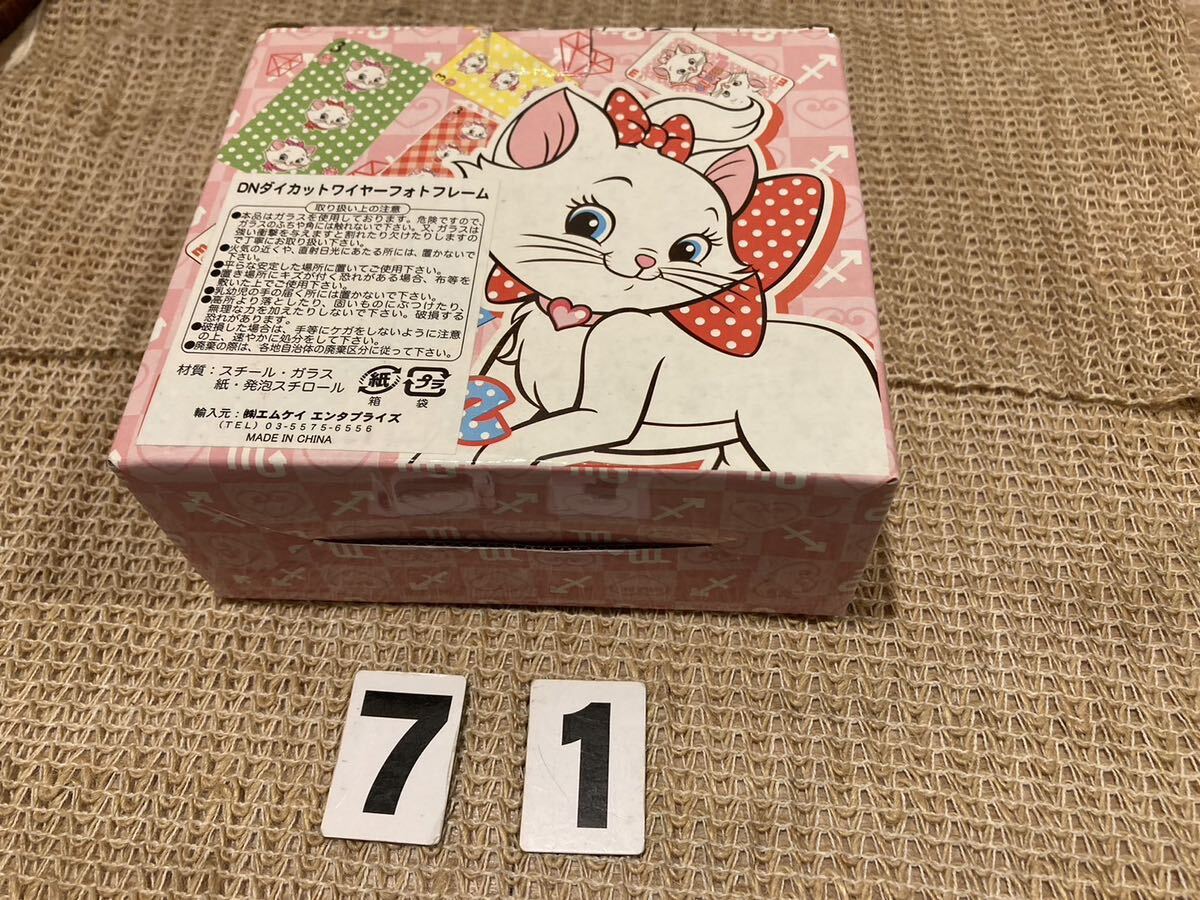 3
3
3
DNダイカットワイヤーフォトフレーム
取り扱い上の注意
●本品はガラスを使用しております。危険ですので、
ガラスのふちや角には触れないで下さい。又、ガラスは
強い衝撃を与えますと割れたり欠けたりしますの
で丁寧にお取り扱い下さい。
●火気の近くや、直射日光にあたる所には、置かないで
下さい。
●平らな安定した場所に置いてご使用下さい。
●置き場所にキズが付く恐れがある場合、布等を
敷いた上でご使用下さい。
●乳幼児の手の届く所には置かないで下さい。
●高所より落としたり、固いものにぶつけたり、
無理な力を加えたりしないで下さい。破損する
恐れがあります。
●破損した場合は、手等にケガをしないように注意
の上、速やかに処分をして下さい。
●廃棄の際は、各地自治体の廃棄区分に従って下さい。
材質：スチール・ガラス
紙・発泡スチロール
紙
箱
プラ
袋
輸入元：㈱エムケイ エンタプライズ
(TEL) 03-5575-6556
MADE IN CHINA
7 1